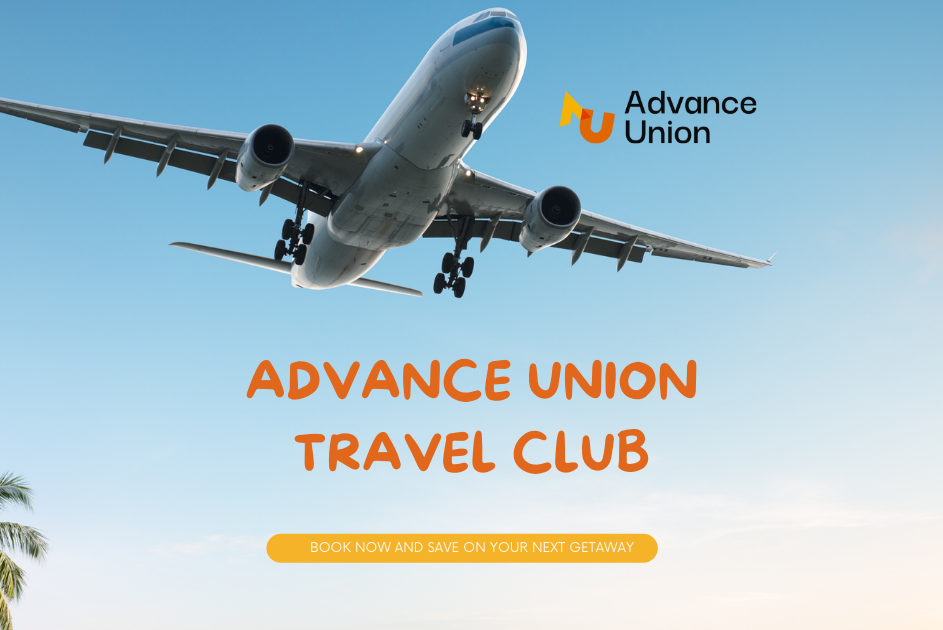 Advance
Union
ADVANCE UNION
TRAVEL CLUB
BOOK NOW AND SAVE ON YOUR NEXT GETAWAY